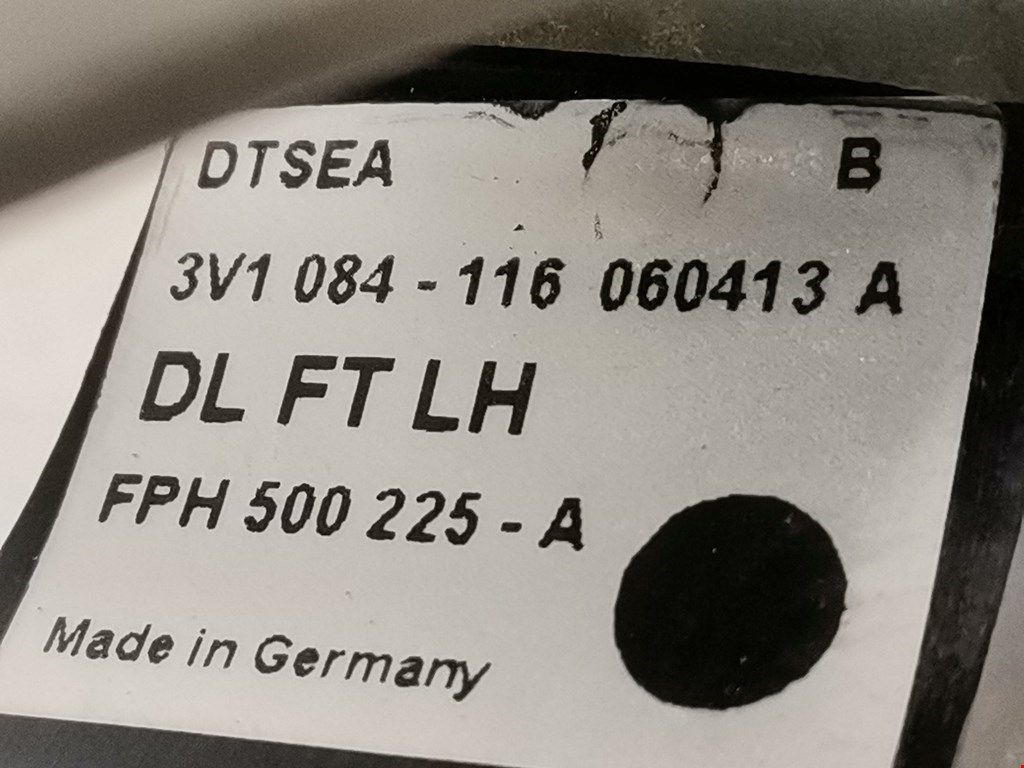 DTSEA B
3V1 084 - 116 060413 A
DL FT LH
FPH 500 225 - A
Made in Germany